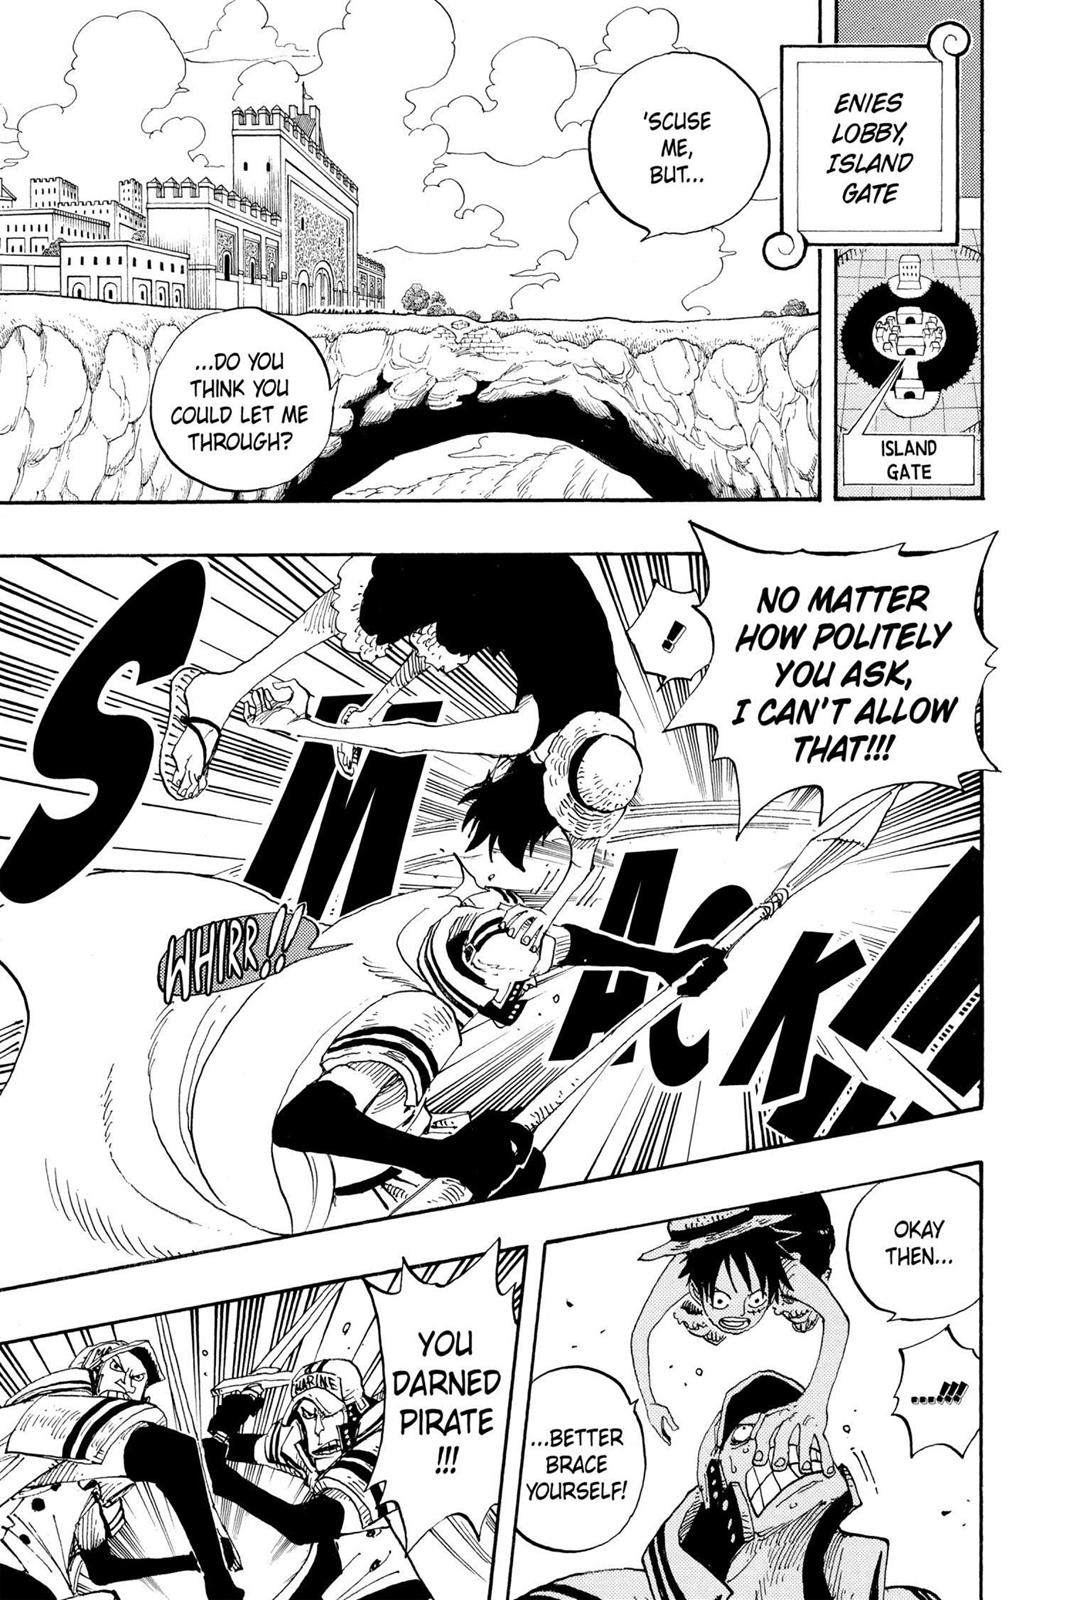 ENIES
LOBBY,
ISLAND
GATE
'SCUSE
ME,
BUT...
ISLAND
GATE
...DO YOU
THINK YOU
COULD LET ME
THROUGH?
NO MATTER
HOW POLITELY
YOU ASK,
I CAN'T ALLOW
THAT!!!
!!
SMACK!!!
WHIRR!!
OKAY
THEN...
....!!!
...BETTER
BRACE
YOURSELF!
YOU
DARNED
PIRATE
!!!
MARINE